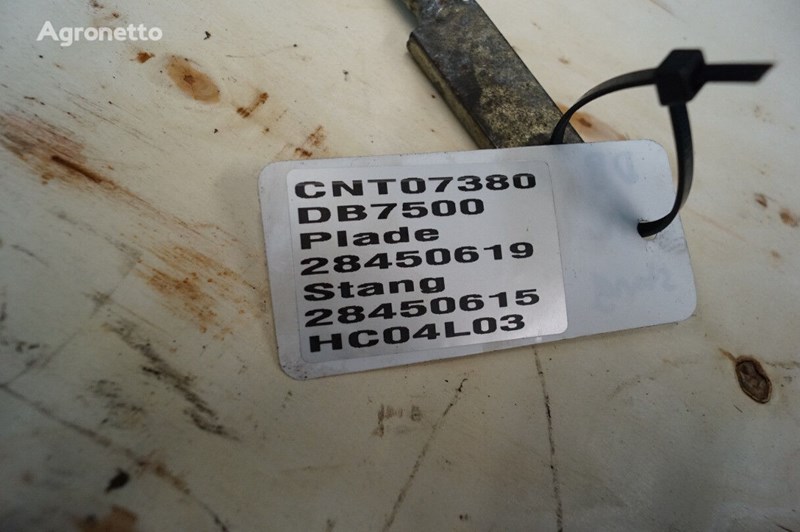 Agronetto
CNT07380
DB7500
Plade
28450619
Stang
28450615
HC04L03